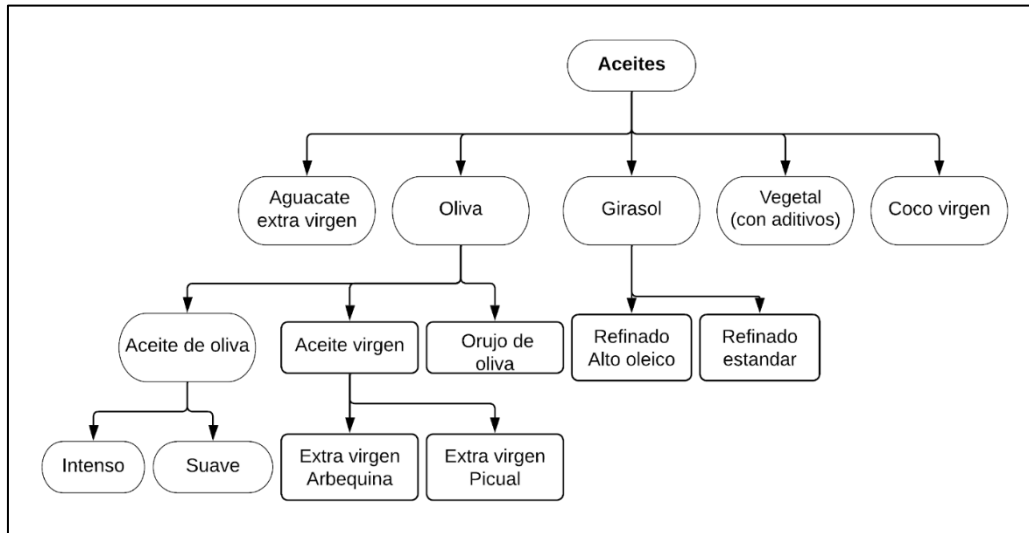 Aceites
Aguacate
extra virgen
Oliva
Girasol
Vegetal
(con aditivos)
Coco virgen
Aceite de oliva
Aceite virgen
Orujo de
oliva
Refinado
Alto oleico
Refinado
estandar
Intenso
Suave
Extra virgen
Arbequina
Extra virgen
Picual